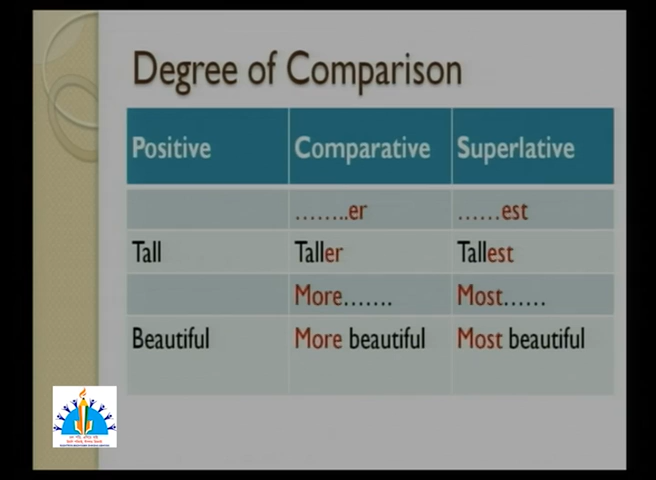 Degree of Comparison
Positive Comparative Superlative
……..er ……est
Tall Taller Tallest
More……. Most……
Beautiful More beautiful Most beautiful